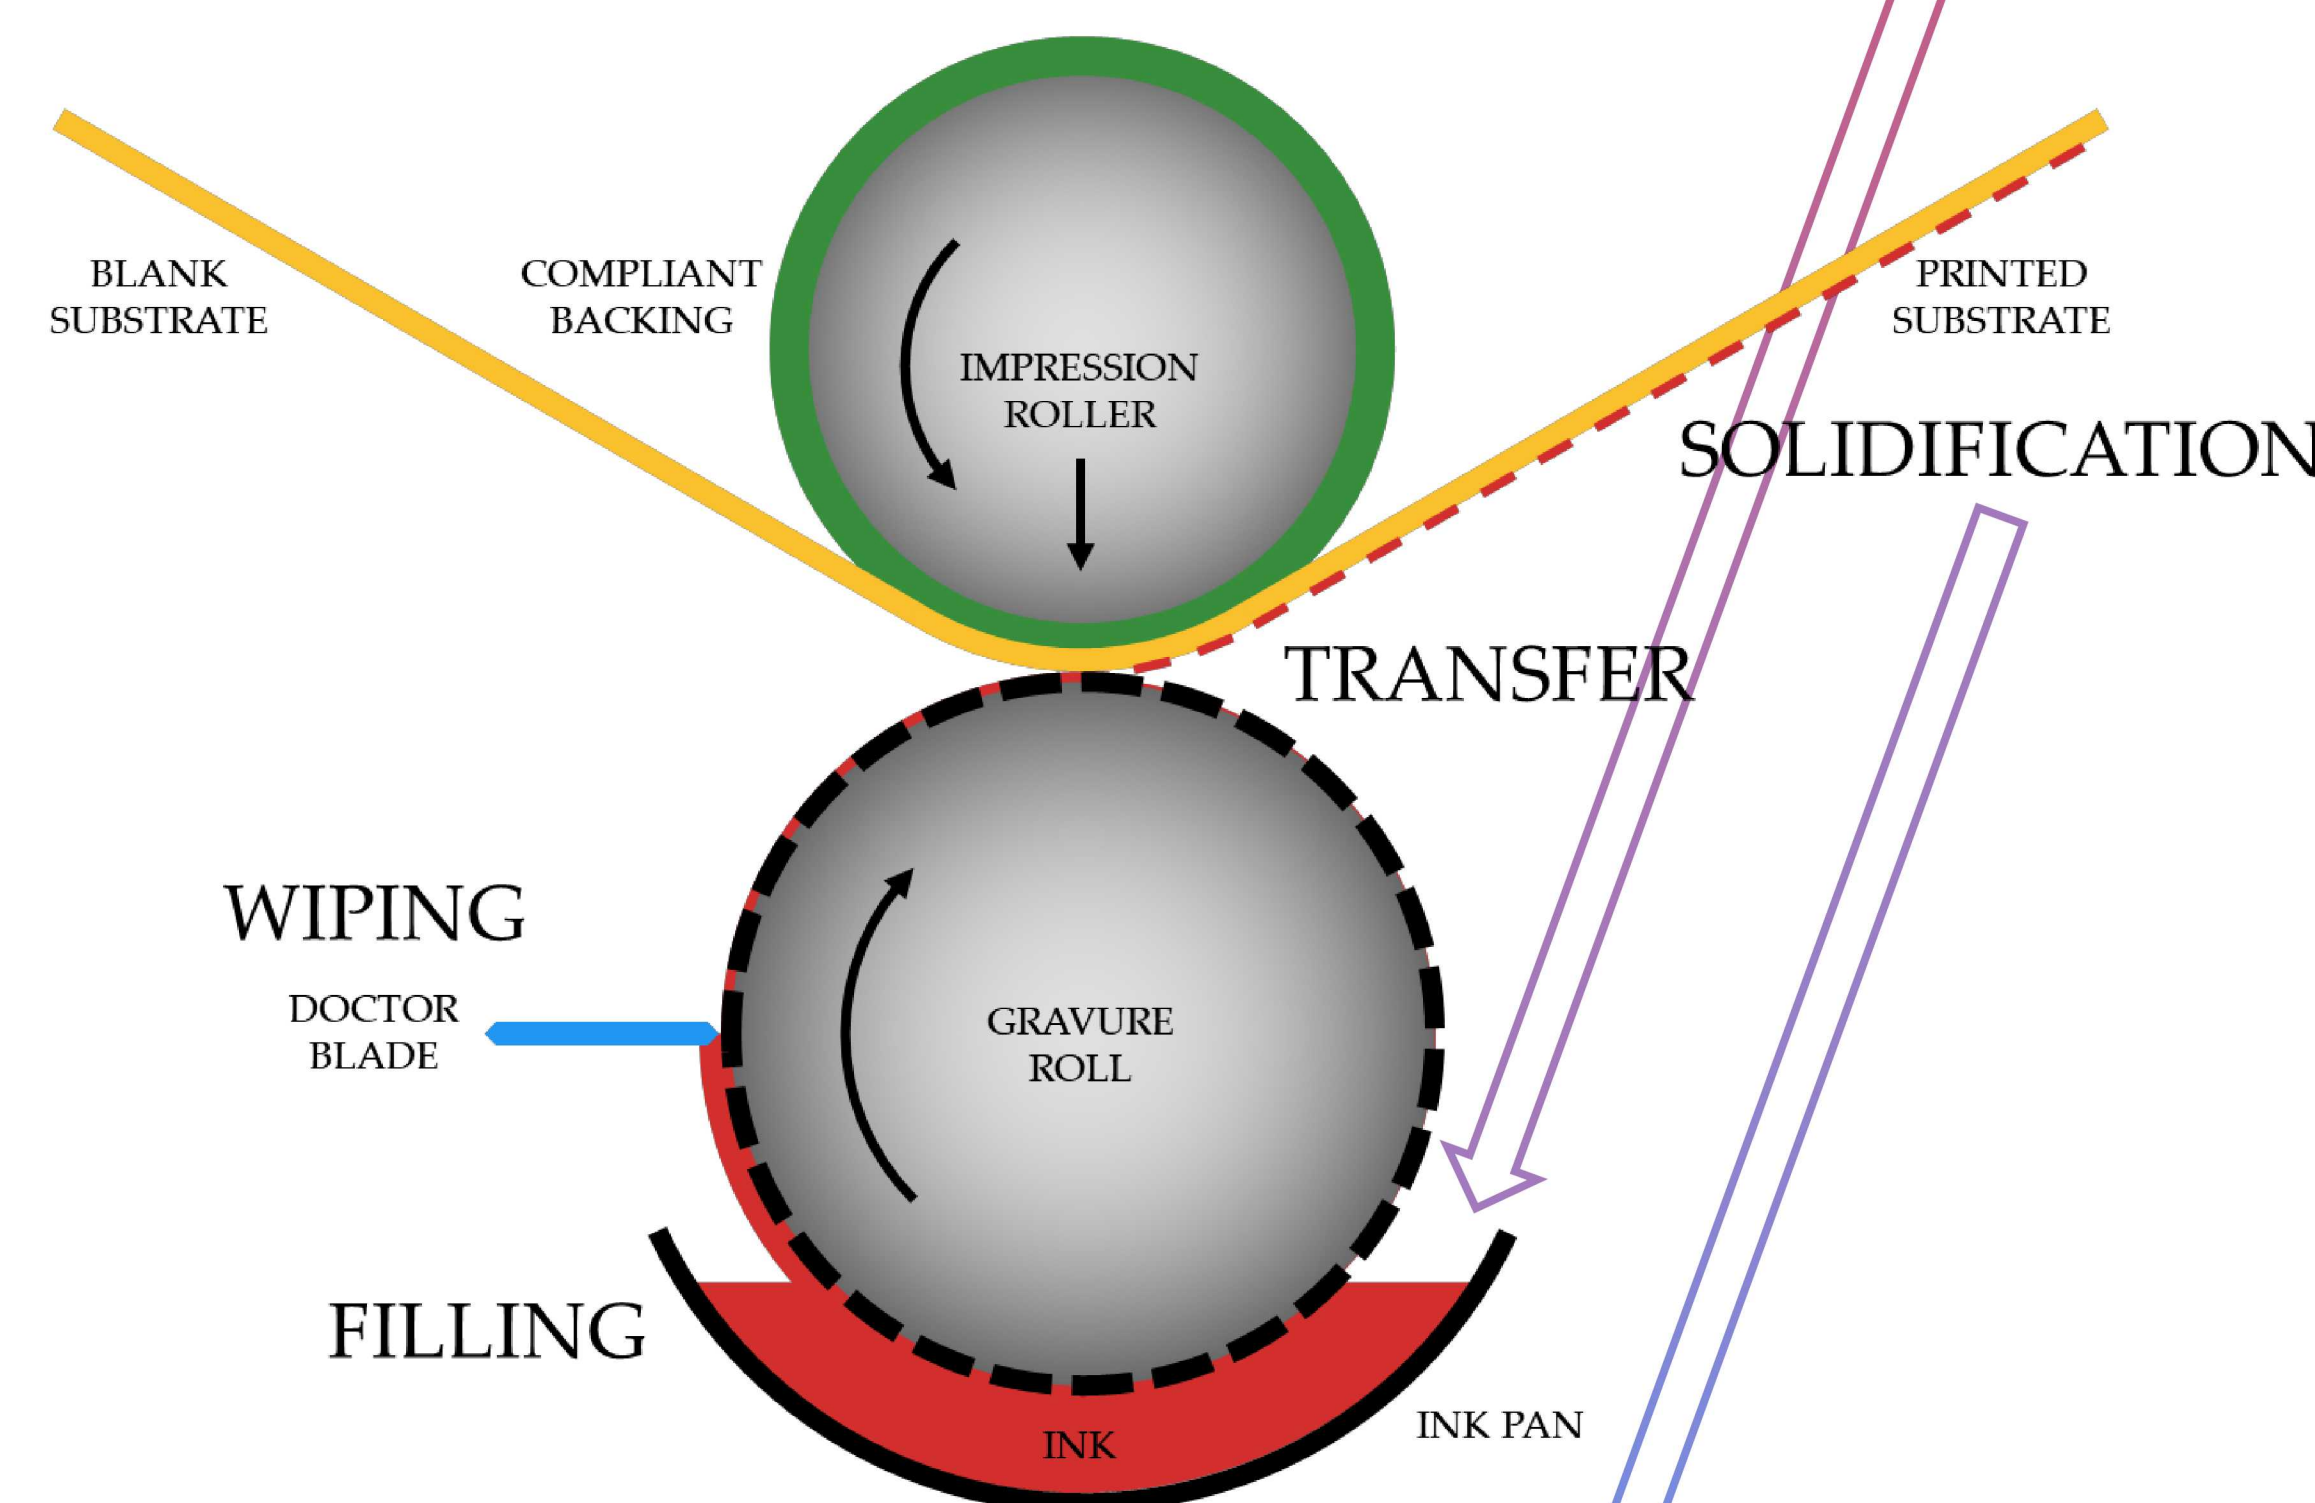 BLANK
SUBSTRATE
COMPLIANT
BACKING
IMPRESSION
ROLLER
PRINTED
SUBSTRATE
SOLIDIFICATION
TRANSFER
WIPING
DOCTOR
BLADE
GRAVURE
ROLL
FILLING
INK
INK PAN